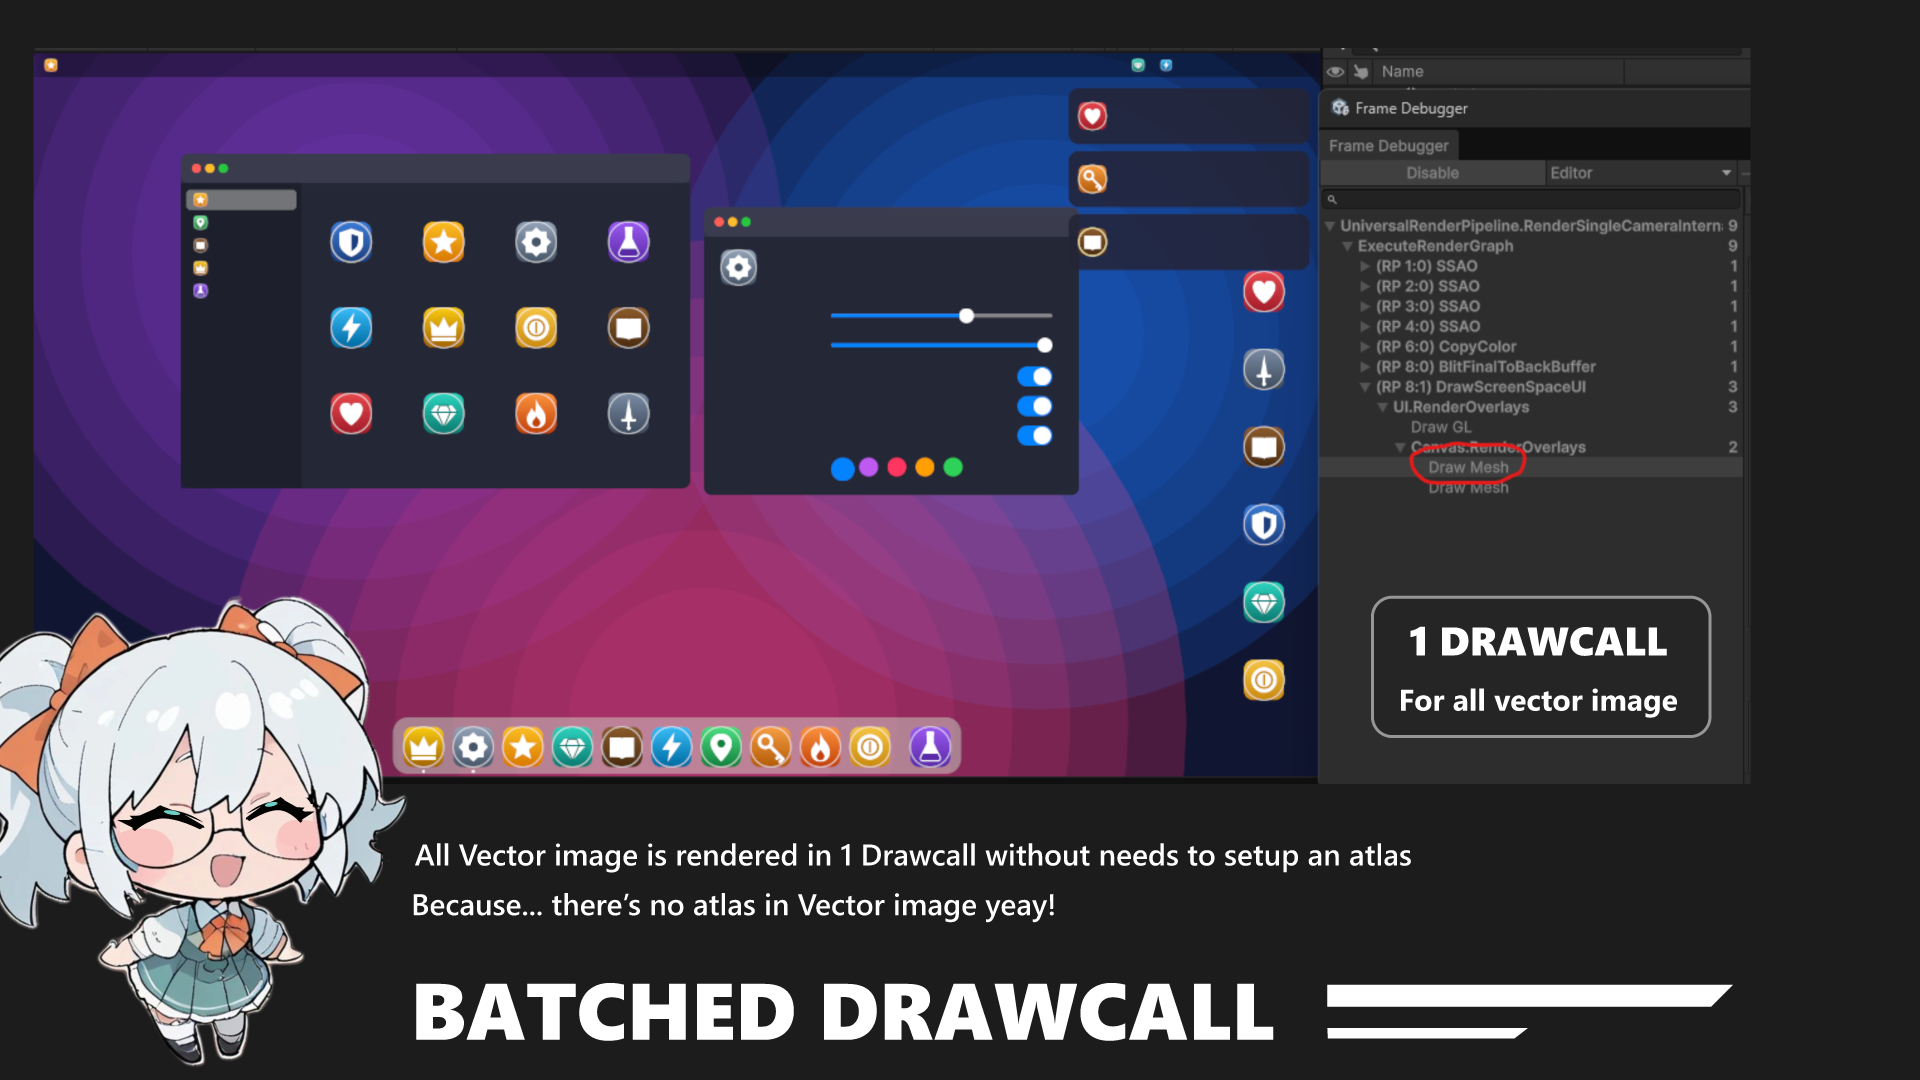 Name
Frame Debugger
Frame Debugger
Disable
Editor
UniversalRenderPipeline.RenderSingleCameraIntern 9
ExecuteRenderGraph 9
(RP 1:0) SSAO 1
(RP 2:0) SSAO 1
(RP 3:0) SSAO 1
(RP 4:0) SSAO 1
(RP 6:0) CopyColor 1
(RP 8:0) BlitFinalToBackBuffer 1
(RP 8:1) DrawScreenSpaceUI 3
UI.RenderOverlays 3
Draw GL
Canvas.RenderOverlays 2
Draw Mesh
Draw Mesh
1 DRAWCALL
For all vector image
All Vector image is rendered in 1 Drawcall without needs to setup an atlas
Because... there’s no atlas in Vector image yeay!
BATCHED DRAWCALL